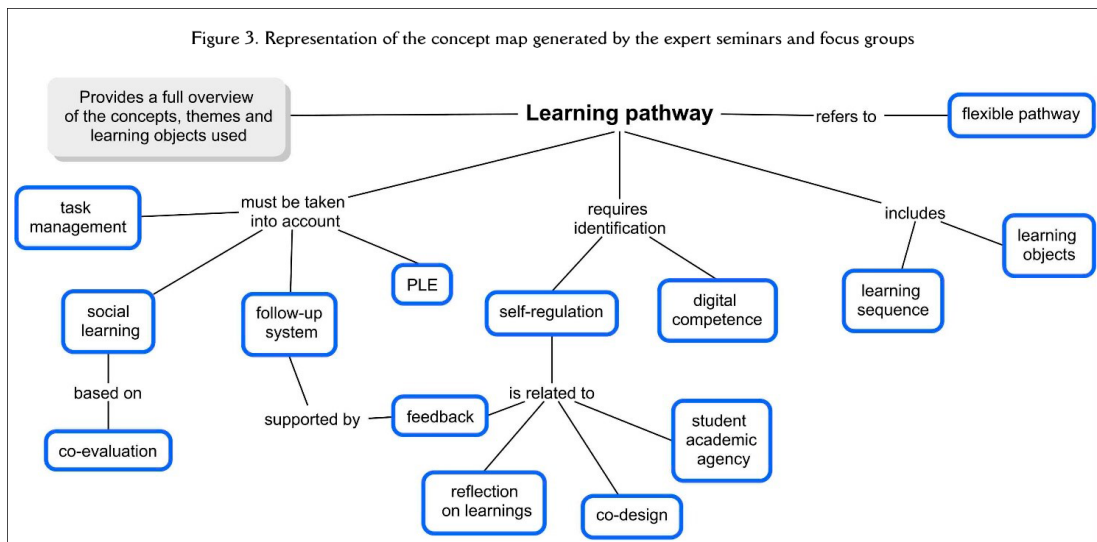 Figure 3. Representation of the concept map generated by the expert seminars and focus groups
Provides a full overview
of the concepts, themes and
learning objects used
Learning pathway
refers to
flexible pathway
task
management
must be taken
into account
requires
identification
includes
learning
objects
social
learning
follow-up
system
PLE
self-regulation
digital
competence
learning
sequence
based on
co-evaluation
supported by
feedback
is related to
student
academic
agency
reflection
on learnings
co-design